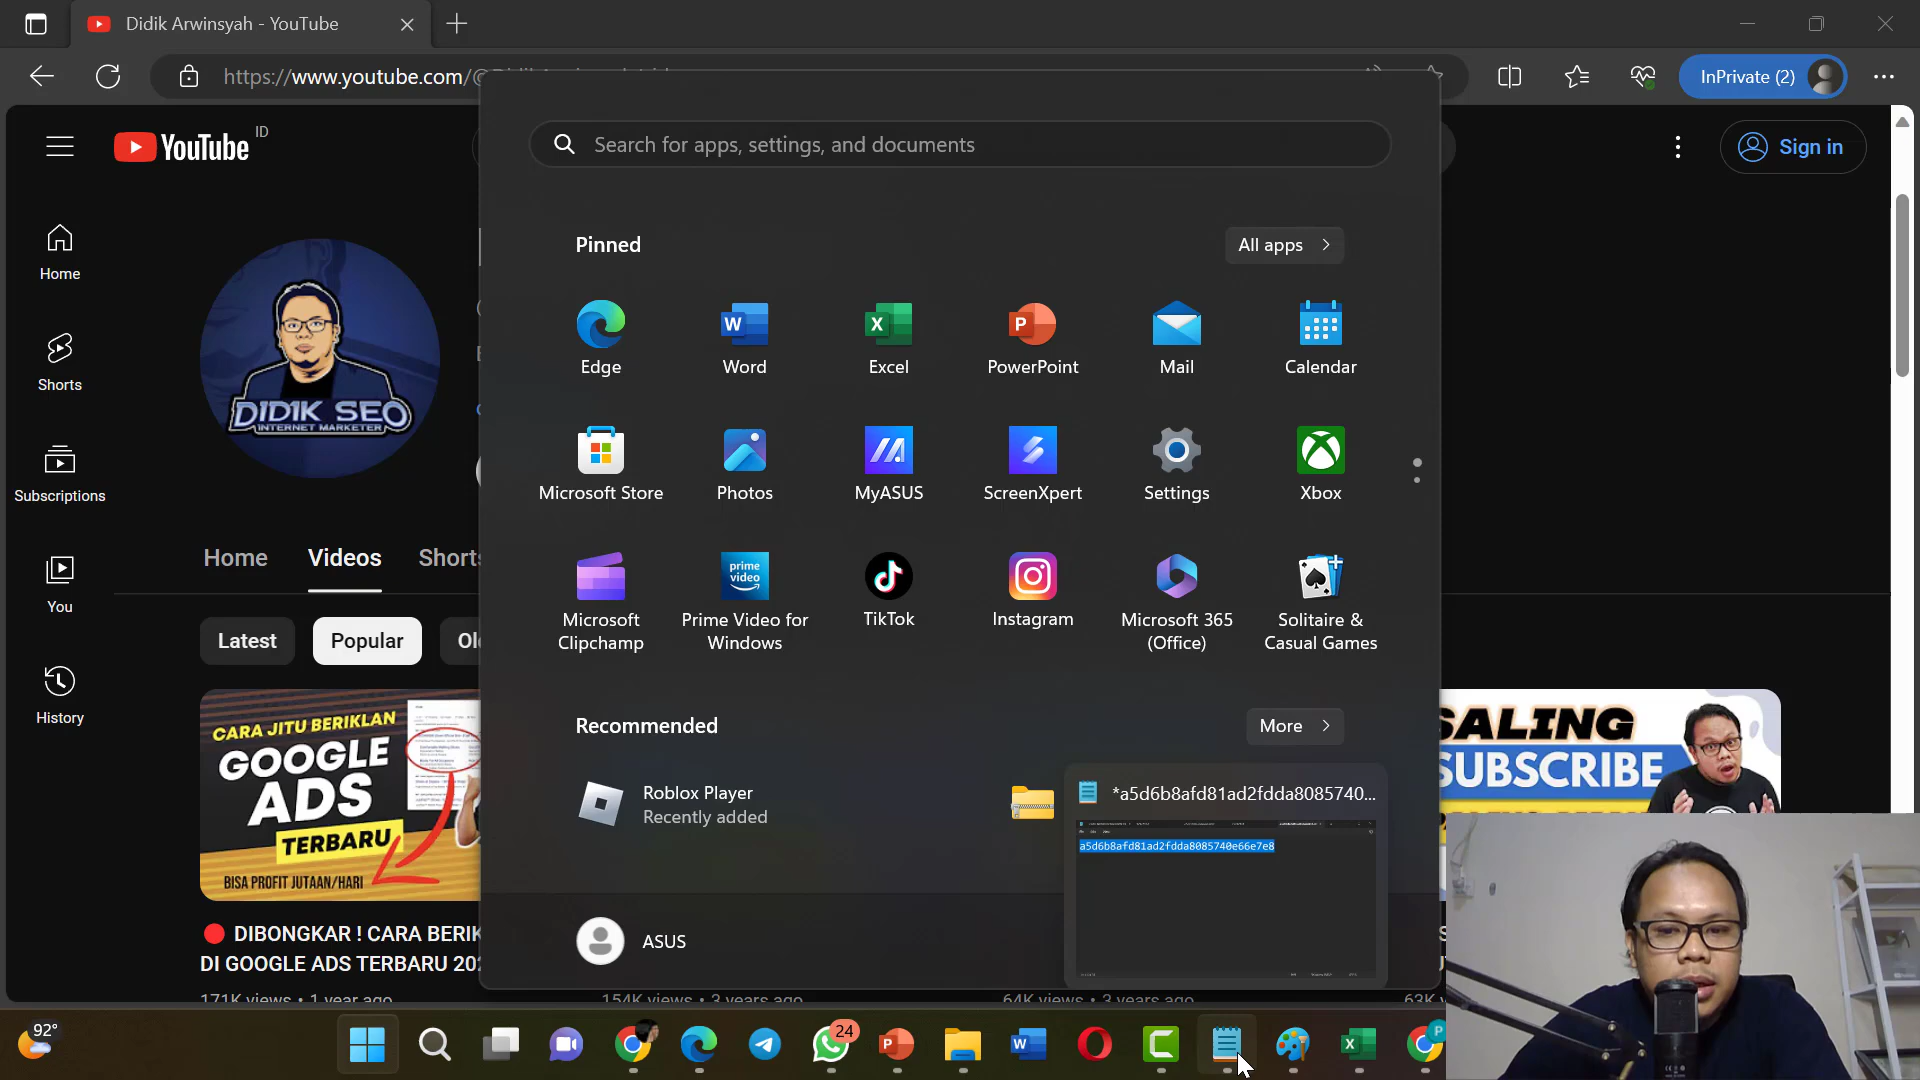 Didik Arwinsyah - YouTube
https://www.youtube.com/@
InPrivate (2)
YouTube
ID
Sign in
Home
Shorts
Subscriptions
You
History
DIDIK SEO
INTERNET MARKETER
Home
Videos
Shorts
Latest
Popular
CARA JITU BERIKLAN
GOOGLE
ADS
TERBARU
BISA PROFIT JUTAAN/HARI
DIBONGKAR ! CARA BERIK
DI GOOGLE ADS TERBARU 202
171K views • 1 year ago
154K views • 3 years ago
64K views • 3 years ago
63K
SALING
SUBSCRIBE
Search for apps, settings, and documents
Pinned
All apps
Edge
Word
Excel
PowerPoint
Mail
Calendar
Microsoft Store
Photos
MyASUS
ScreenXpert
Settings
Xbox
Microsoft
Clipchamp
prime
video
Prime Video for
Windows
TikTok
Instagram
Microsoft 365
(Office)
Solitaire &
Casual Games
Recommended
More
Roblox Player
Recently added
*a5d6b8afd81ad2fdda8085740...
a5d6b8afd81ad2fdda8085740e66e7e8
ASUS
92°
24